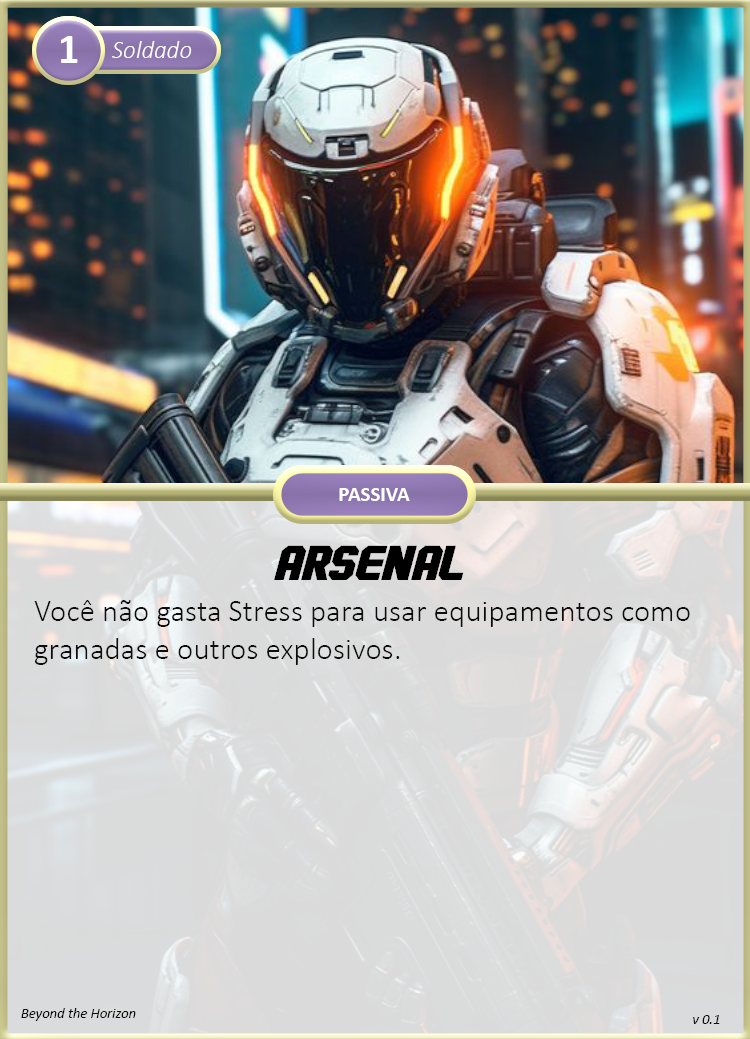 1 Soldado
PASSIVA
ARSENAL
Você não gasta Stress para usar equipamentos como
granadas e outros explosivos.
Beyond the Horizon
v 0.1